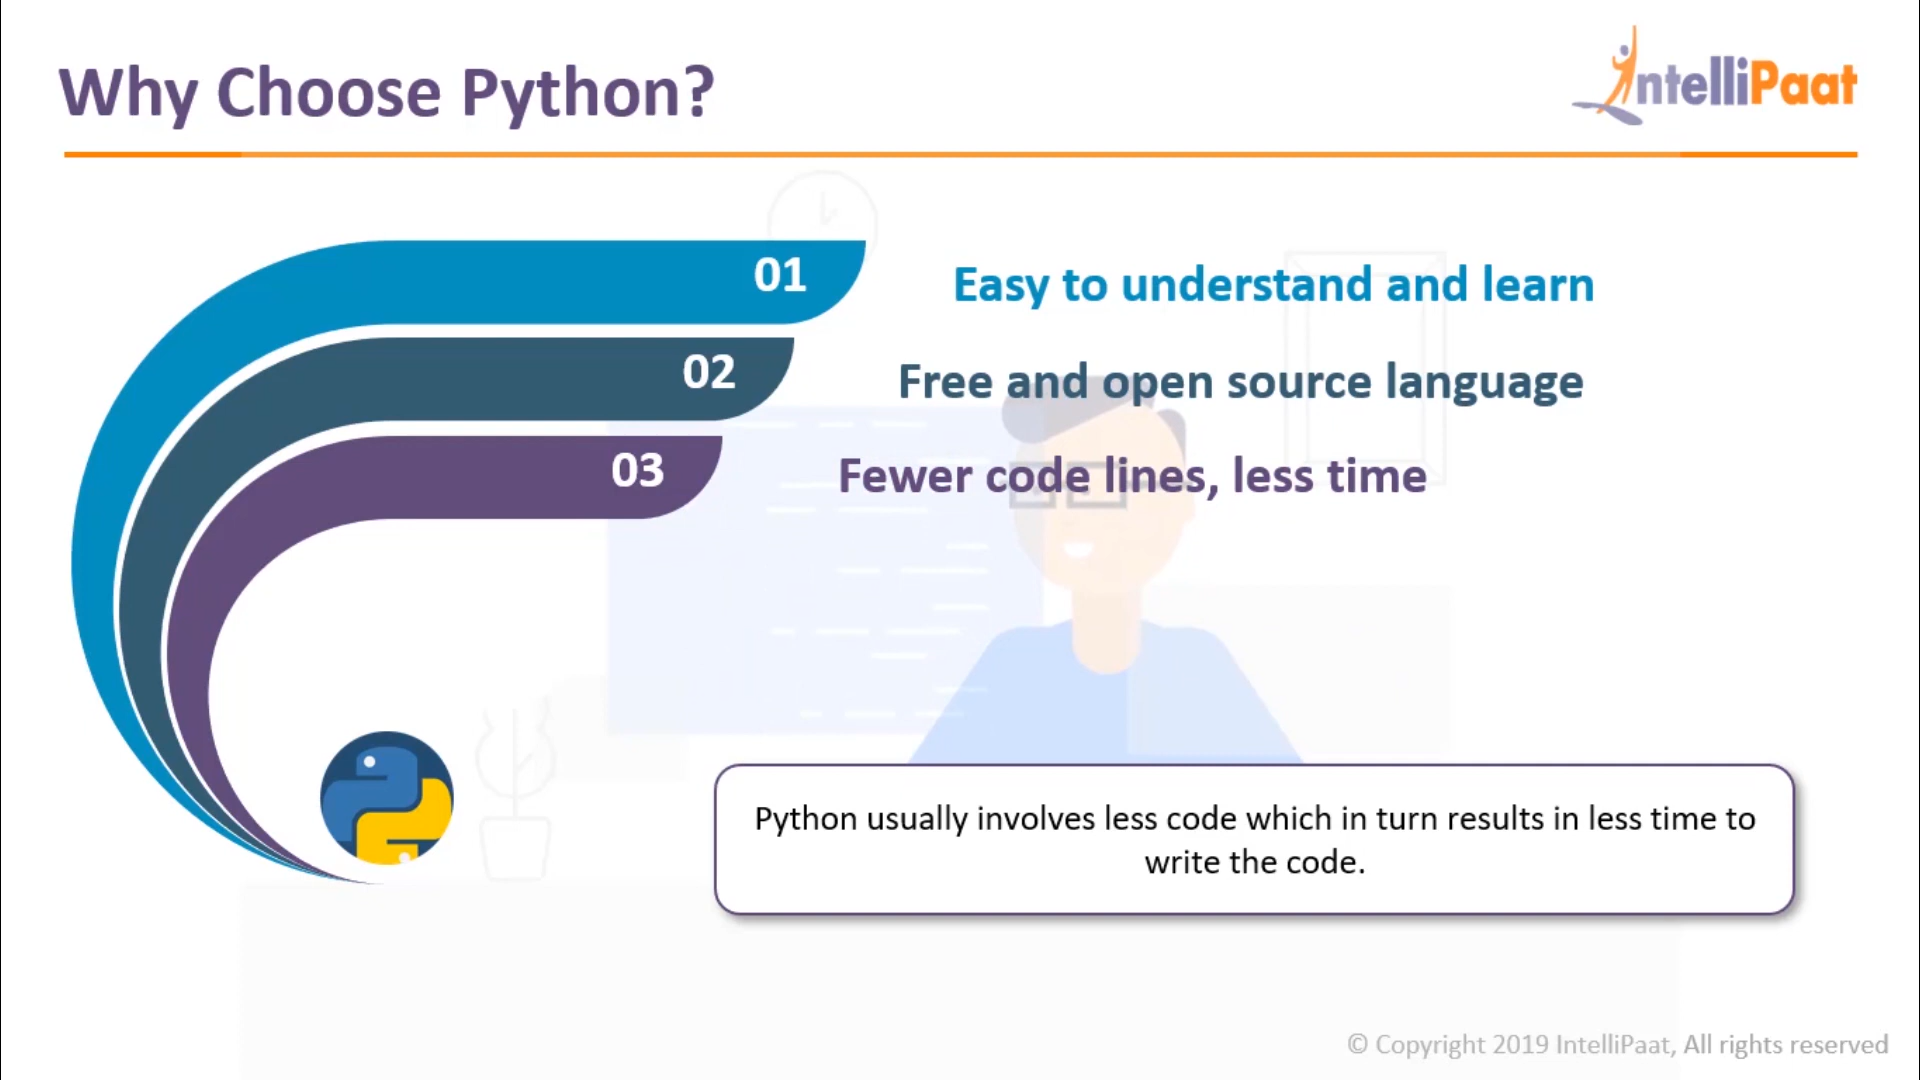 Why Choose Python?
IntelliPaat
01
Easy to understand and learn
02
Free and open source language
03
Fewer code lines, less time
Python usually involves less code which in turn results in less time to
write the code.
© Copyright 2019 IntelliPaat, All rights reserved